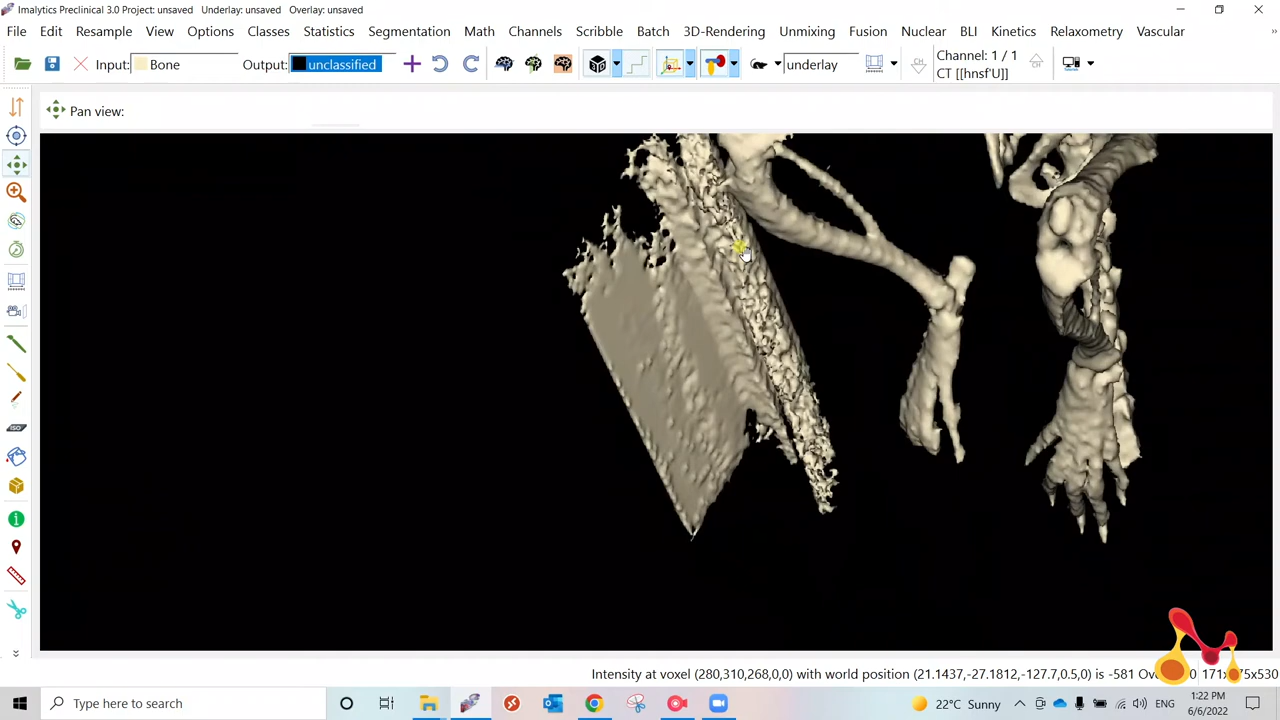 Imalytics Preclinical 3.0 Project: unsaved   Underlay: unsaved   Overlay: unsaved
File Edit Resample View Options Classes Statistics Segmentation Math Channels Scribble Batch 3D-Rendering Unmixing Fusion Nuclear BLI Kinetics Relaxometry Vascular
Input: Bone Output: unclassified underlay Channel: 1 / 1
CT [[hnsf'U]]
Pan view:
ISO
Intensity at voxel (280,310,268,0,0) with world position (21.1437,-27.1812,-127.7,0.5,0) is -581
Type here to search
22°C Sunny
ENG
1:22 PM
6/6/2022